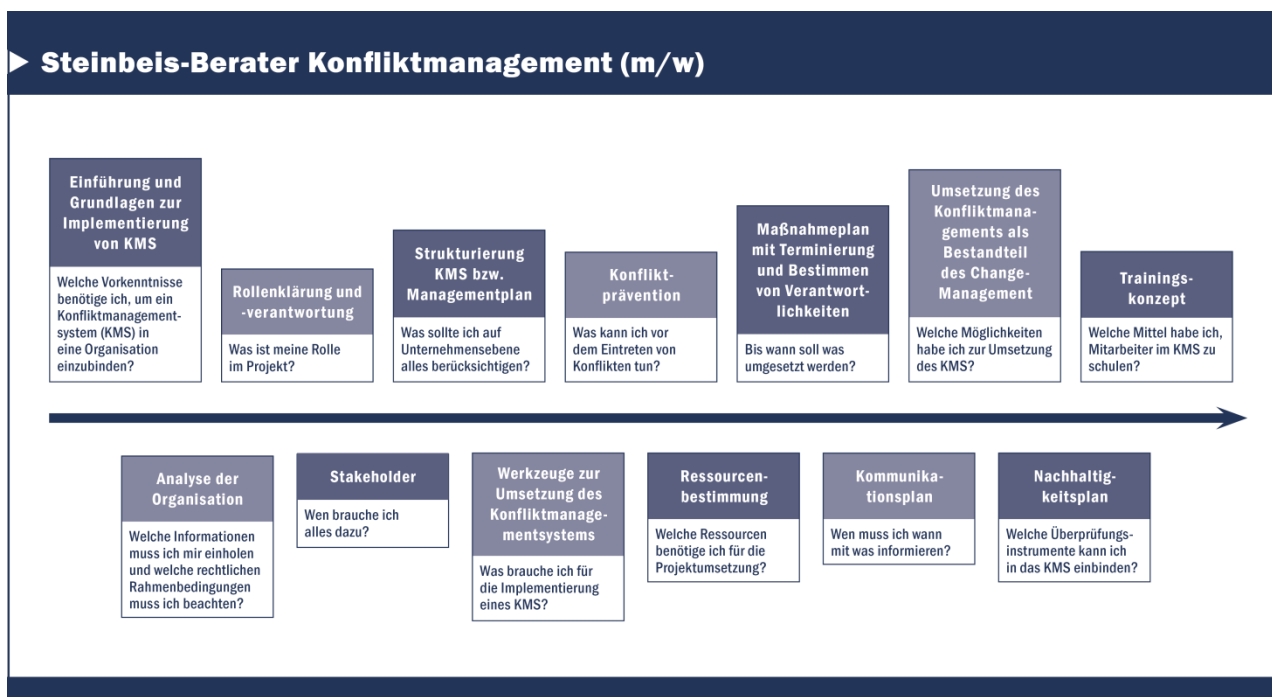 Steinbeis-Berater Konfliktmanagement (m/w)
Einführung und
Grundlagen zur
Implementierung
von KMS
Welche Vorkenntnisse
benötige ich, um ein
Konfliktmanagement-
system (KMS) in
eine Organisation
einzubinden?
Rollenklärung und
-verantwortung
Was ist meine Rolle
im Projekt?
Strukturierung
KMS bzw.
Managementplan
Was sollte ich auf
Unternehmensebene
alles berücksichtigen?
Konflikt-
prävention
Was kann ich vor
dem Eintreten von
Konflikten tun?
Maßnahmeplan
mit Terminierung
und Bestimmen
von Verantwort-
lichkeiten
Bis wann soll was
umgesetzt werden?
Umsetzung des
Konfliktmana-
gements als
Bestandteil
des Change-
Management
Welche Möglichkeiten
habe ich zur Umsetzung
des KMS?
Trainings-
konzept
Welche Mittel habe ich,
Mitarbeiter im KMS zu
schulen?
Analyse der
Organisation
Welche Informationen
muss ich mir einholen
und welche rechtlichen
Rahmenbedingungen
muss ich beachten?
Stakeholder
Wen brauche ich
alles dazu?
Werkzeuge zur
Umsetzung des
Konfliktmanage-
mentsystems
Was brauche ich für
die Implementierung
eines KMS?
Ressourcen-
bestimmung
Welche Ressourcen
benötige ich für die
Projektumsetzung?
Kommunika-
tionsplan
Wen muss ich wann
mit was informieren?
Nachhaltig-
keitsplan
Welche Überprüfungs-
instrumente kann ich
in das KMS einbinden?